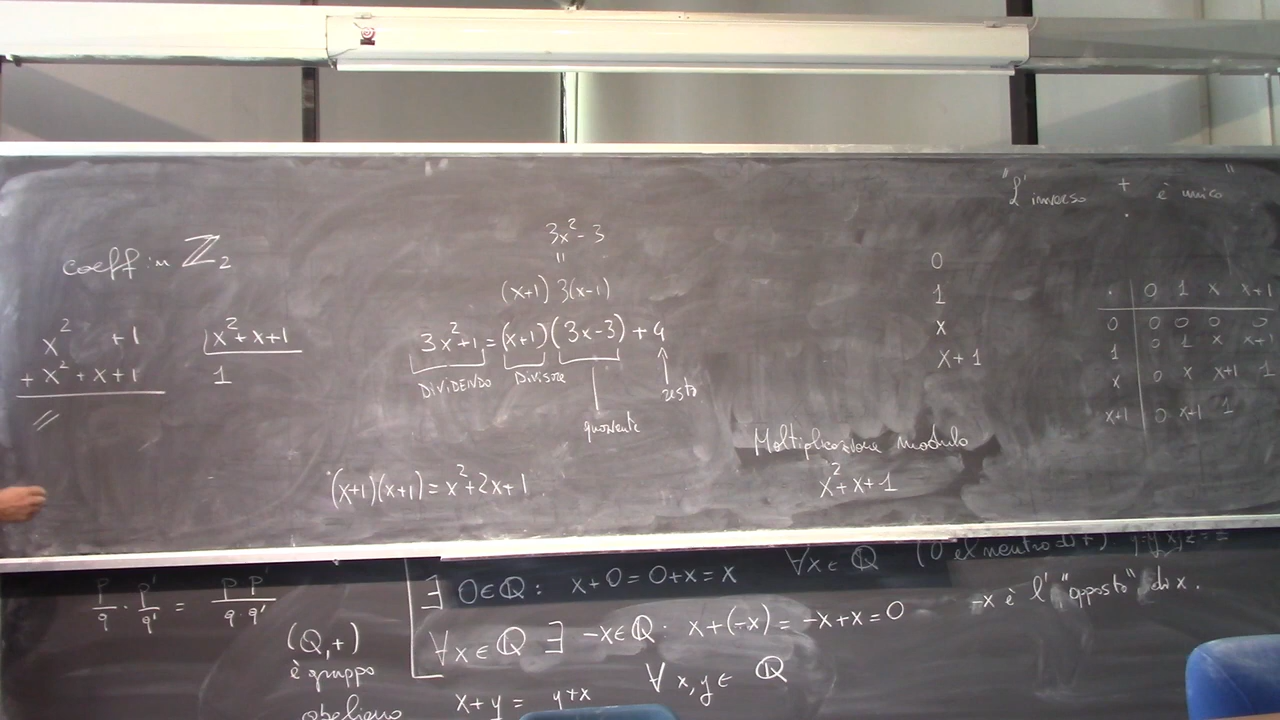 "L'inverso + è unico"
.
coeff in ℤ₂
x² + 1 | x² + x + 1
+ x² + x + 1 1
//
3x² - 3
"
(x+1) 3(x-1)
3x²+1 = (x+1)(3x-3) + 4
DIVIDENDO DIVISORE resto
quoziente
(x+1)(x+1) = x²+2x+1
0
1
x
x+1
Moltiplicazione modulo
x²+x+1
· | 0 1 x x+1
0 | 0 0 0 0
1 | 0 1 x x+1
x | 0 x x+1 1
x+1 | 0 x+1 1
p/q · p'/q' = p p'/q·q'
(Q,+)
è gruppo
abeliano
∃ 0∈ℚ: x+0=0+x=x ∀x∈ℚ (0 el neutro di +)
∀x∈ℚ ∃ -x∈ℚ: x+(-x) = -x+x=0 -x è l' "opposto" di x.
x+y = y+x ∀ x,y ∈ ℚ